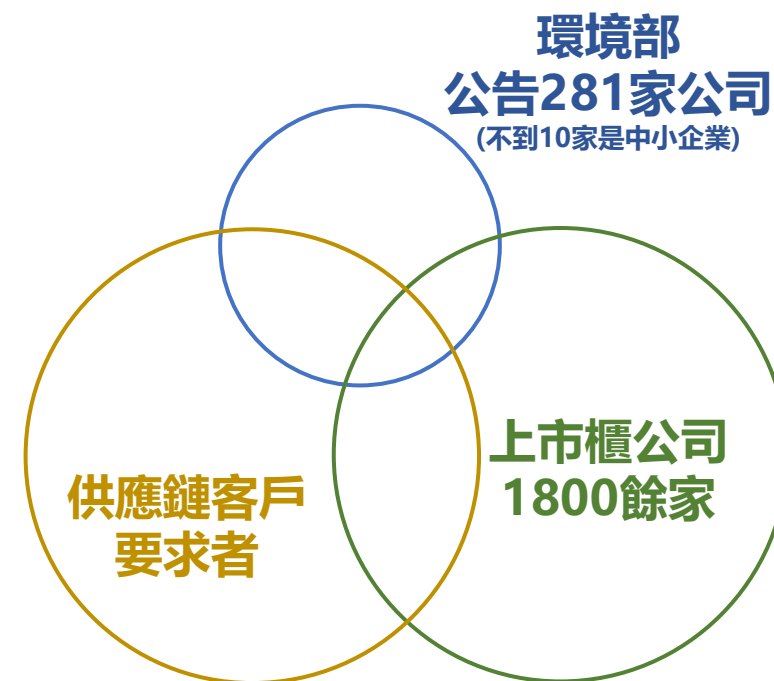 環境部
公告281家公司
(不到10家是中小企業)
上市櫃公司
1800餘家
供應鏈客戶
要求者